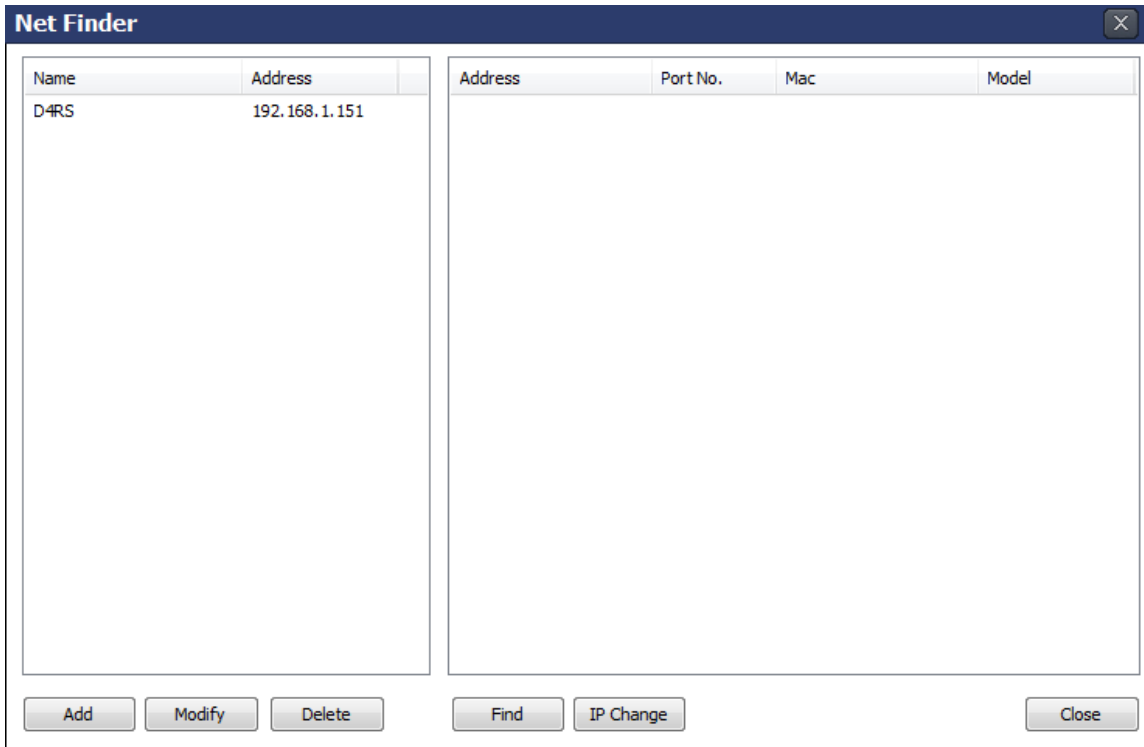 Net Finder
Name Address
D4RS 192.168.1.151
Address Port No. Mac Model
Add Modify Delete Find IP Change Close